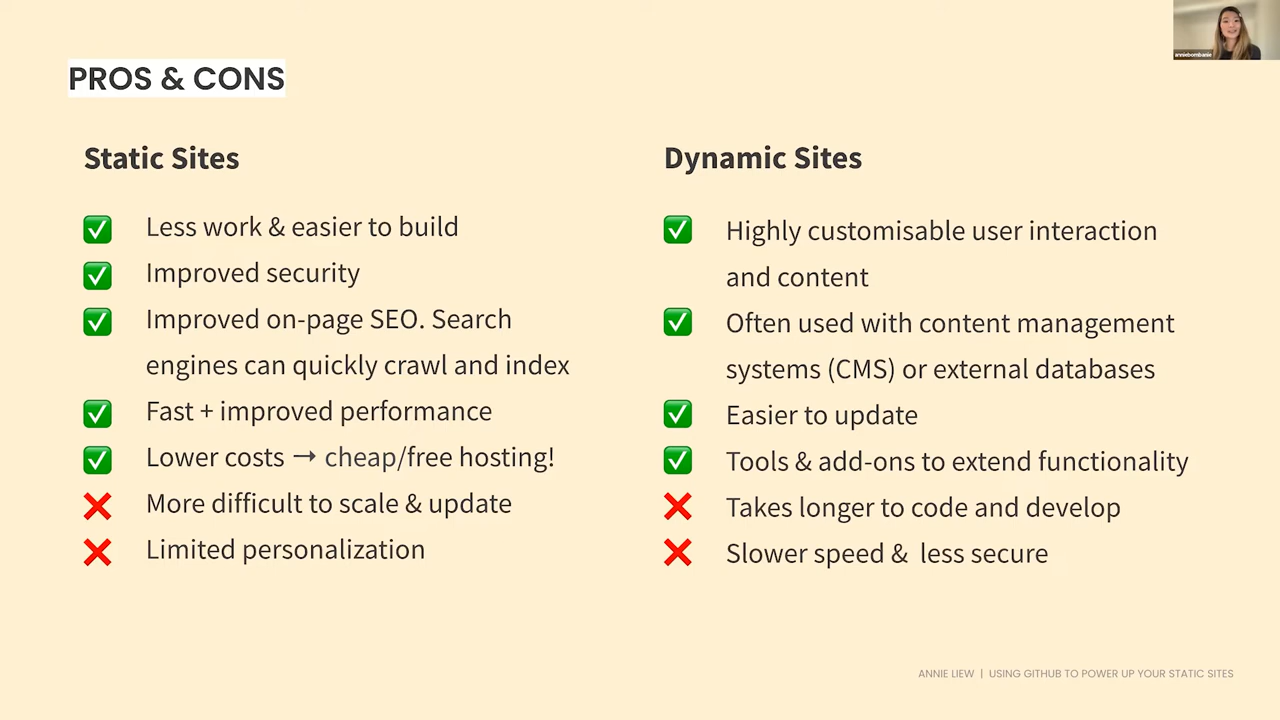 PROS & CONS
Static Sites
Less work & easier to build
Improved security
Improved on-page SEO. Search
engines can quickly crawl and index
Fast + improved performance
Lower costs → cheap/free hosting!
More difficult to scale & update
Limited personalization
Dynamic Sites
Highly customisable user interaction
and content
Often used with content management
systems (CMS) or external databases
Easier to update
Tools & add-ons to extend functionality
Takes longer to code and develop
Slower speed &  less secure
ANNIE LIEW | USING GITHUB TO POWER UP YOUR STATIC SITES